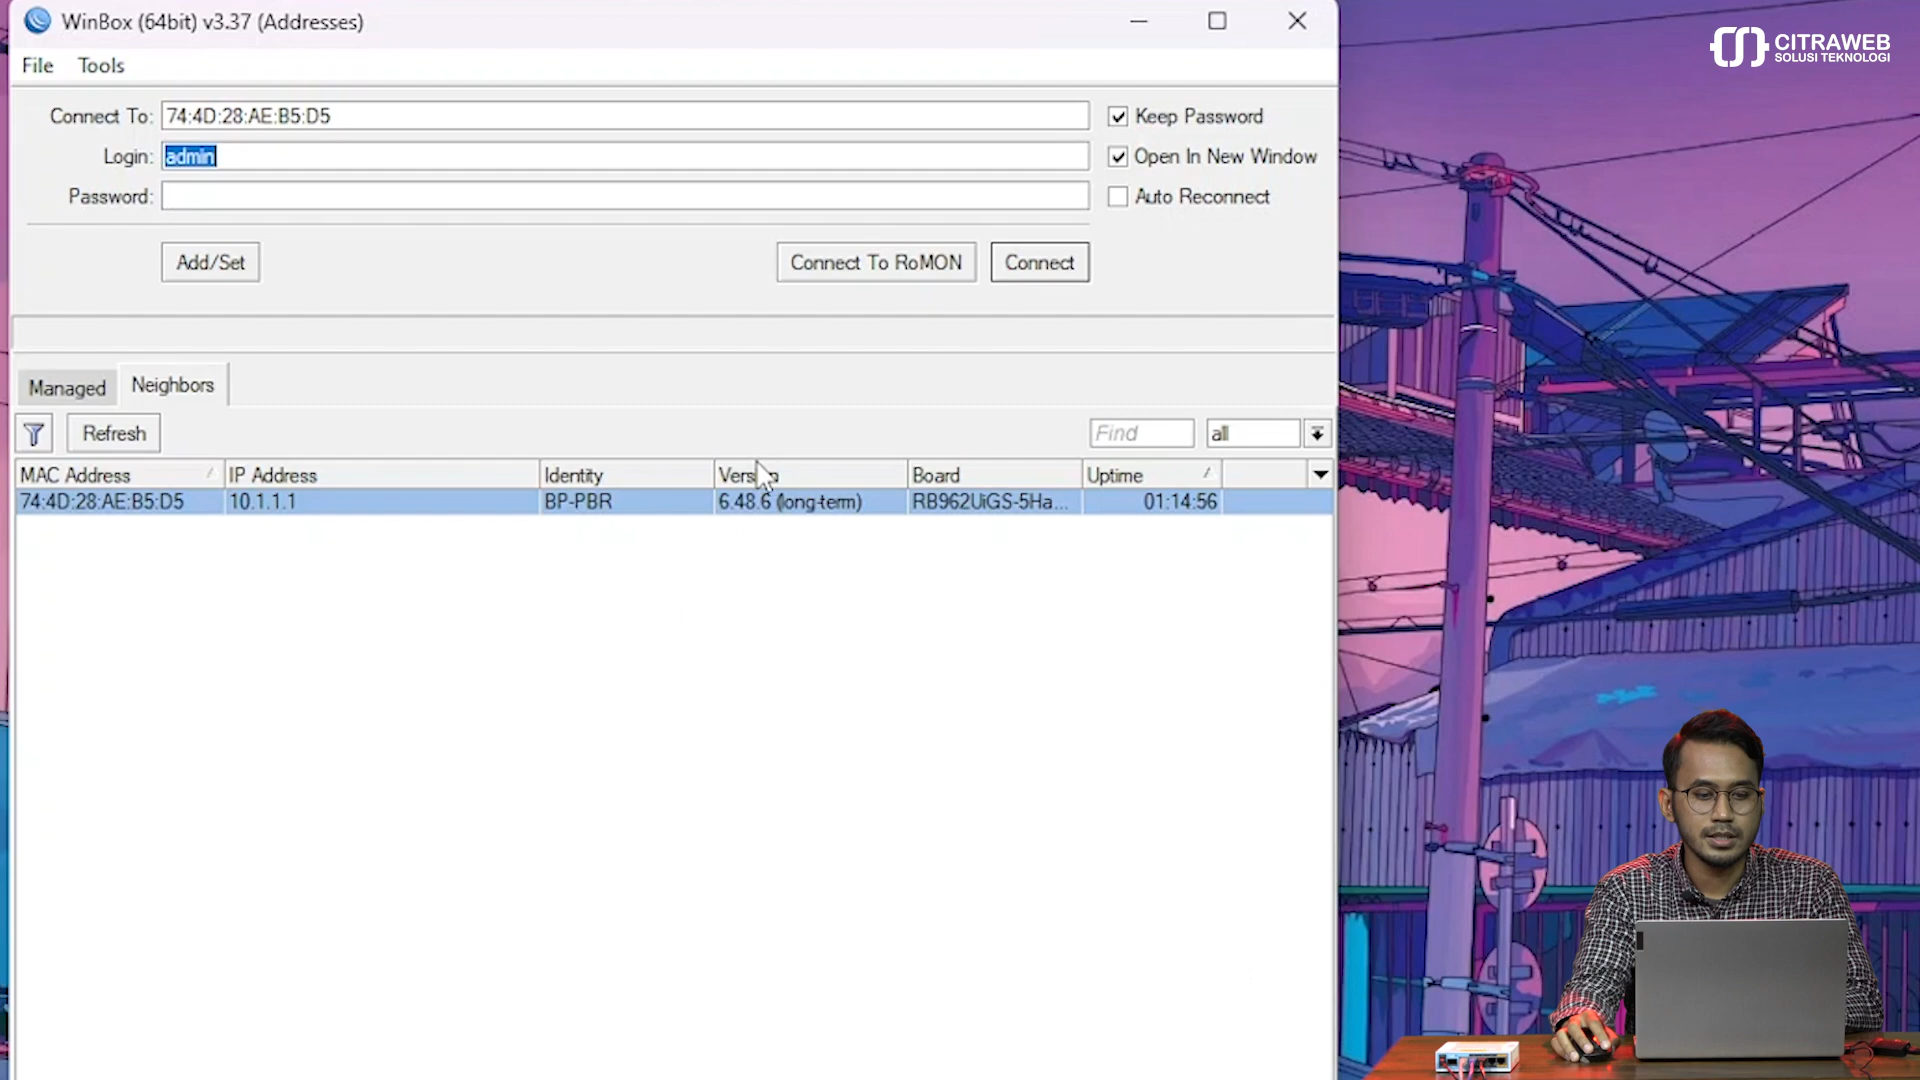 WinBox (64bit) v3.37 (Addresses)
CITRAWEB
SOLUSI TEKNOLOGI
File Tools
Connect To: 74:4D:28:AE:B5:D5
Keep Password
Login: admin
Open In New Window
Password:
Auto Reconnect
Add/Set
Connect To RoMON
Connect
Managed
Neighbors
Refresh
Find
all
MAC Address IP Address Identity Version Board Uptime
74:4D:28:AE:B5:D5 10.1.1.1 BP-PBR 6.48.6 (long-term) RB962UiGS-5Ha... 01:14:56